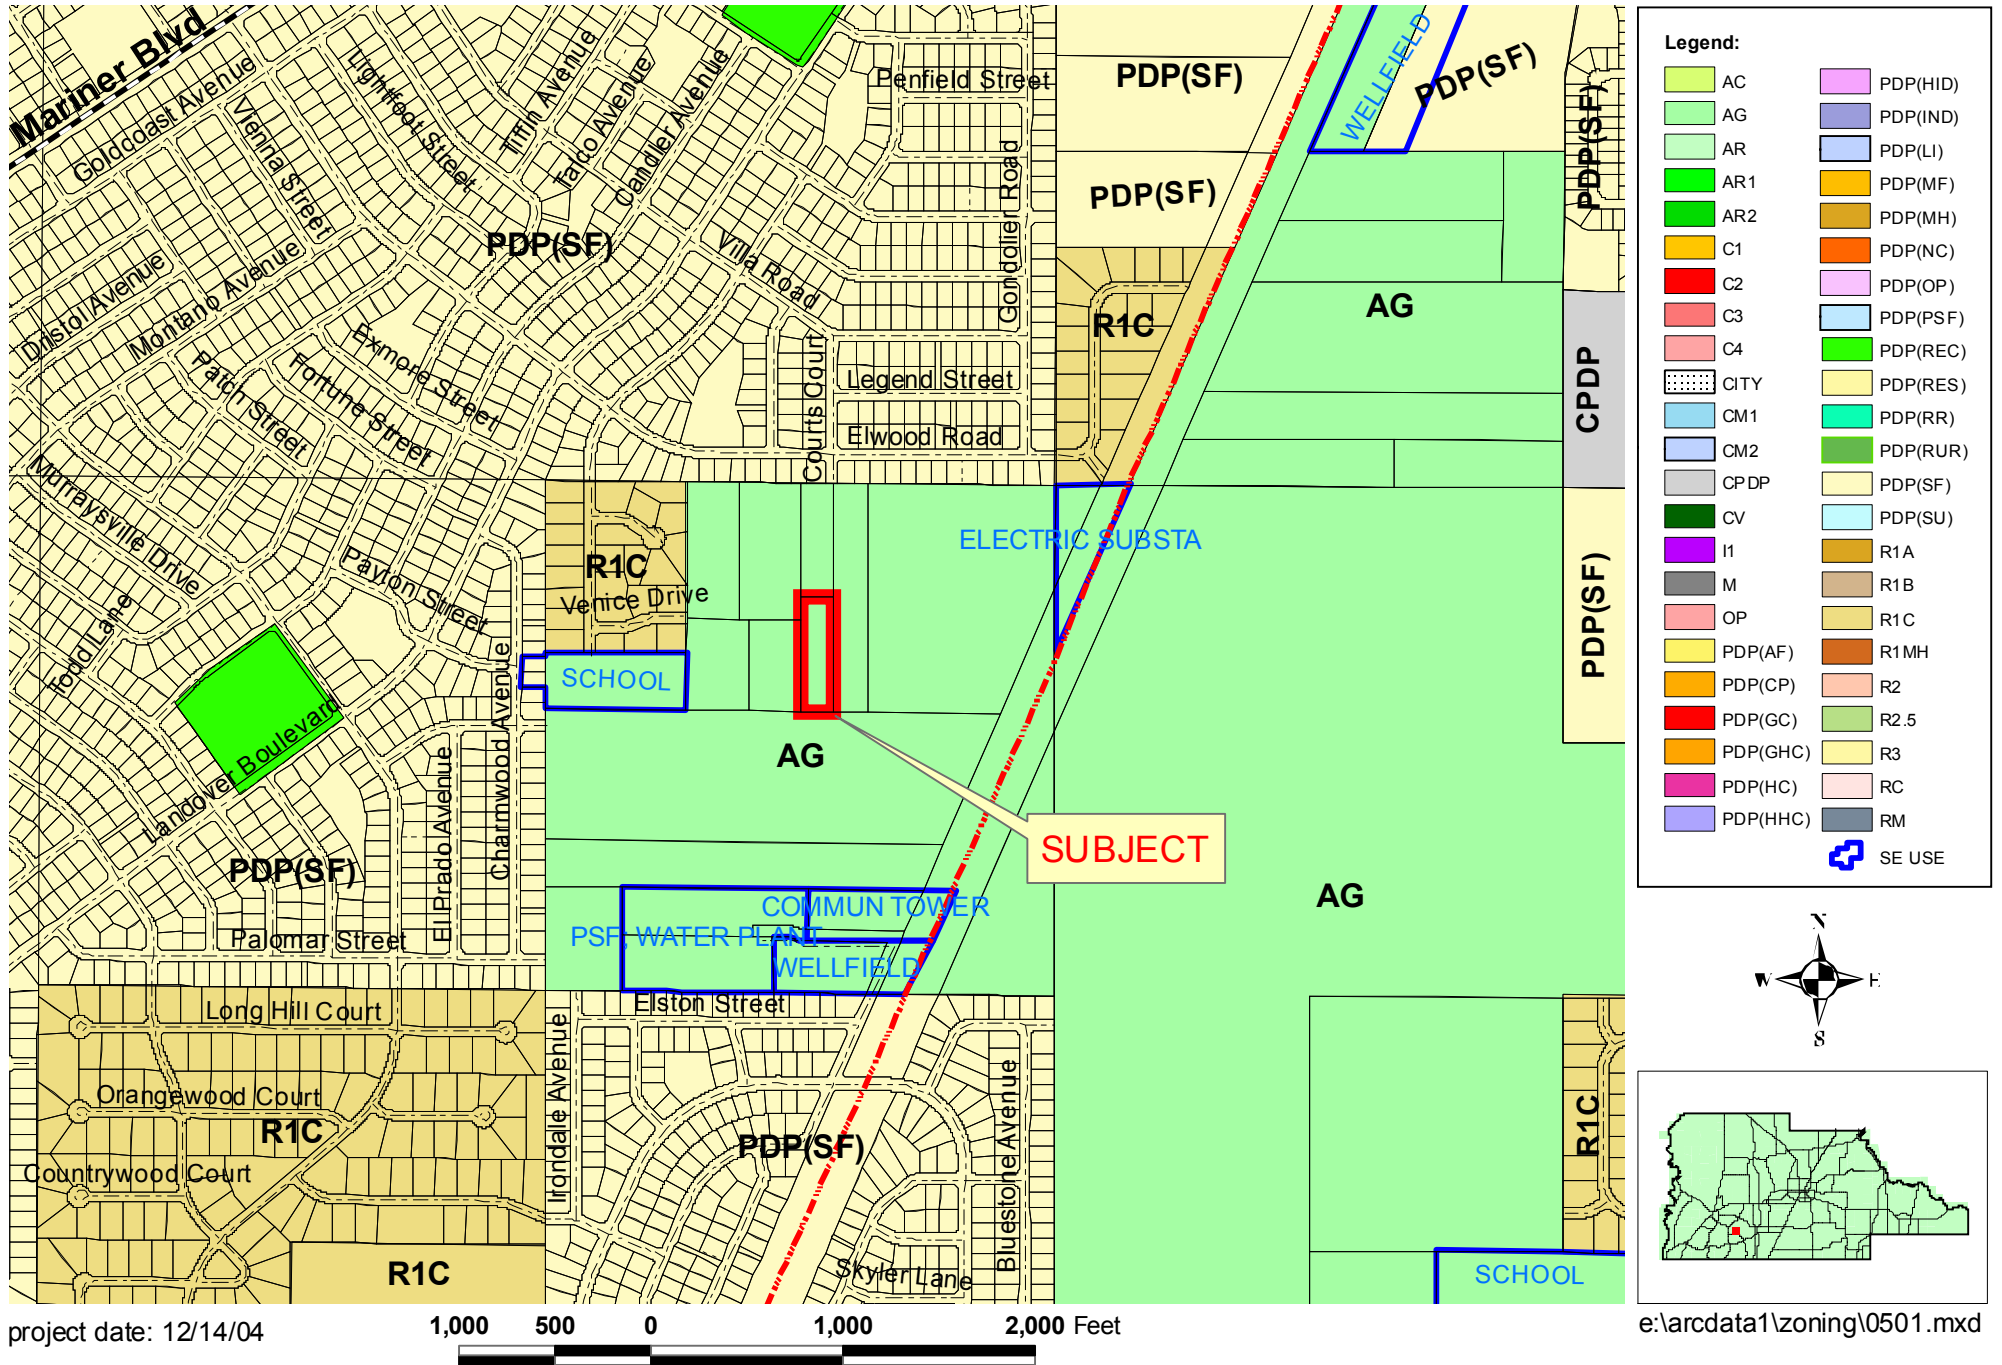 Mariner Blvd
Goldcoast Avenue
Vienna Street
Lightfoot Street
Tiffin Avenue
Talco Avenue
Candler Avenue
Penfield Street
Gondolier Road
PDP(SF)
WELLFIELD
PDP(SF)
PDP(SF)
PDP(SF)
PDP(SF)
Villa Road
Dristol Avenue
Montano Avenue
Exmore Street
Fortune Street
Patch Street
Courts Court
Legend Street
Elwood Road
R1C
AG
CPDP
Murraysville Drive
Payton Street
Todd Lane
R1C
Venice Drive
ELECTRIC SUBSTA
PDP(SF)
SCHOOL
Landover Boulevard
Charmwood Avenue
El Prado Avenue
AG
SUBJECT
PDP(SF)
AG
COMMUN TOWER
PSF, WATER PLANT
WELLFIELD
Palomar Street
Elston Street
Long Hill Court
Orangewood Court
R1C
Countrywood Court
Irondale Avenue
PDP(SF)
Bluestone Avenue
R1C
R1C
Skyler Lane
SCHOOL
Legend:
AC
AG
AR
AR1
AR2
C1
C2
C3
C4
CITY
CM1
CM2
CPDP
CV
I1
M
OP
PDP(AF)
PDP(CP)
PDP(GC)
PDP(GHC)
PDP(HC)
PDP(HHC)
PDP(HID)
PDP(IND)
PDP(LI)
PDP(MF)
PDP(MH)
PDP(NC)
PDP(OP)
PDP(PSF)
PDP(REC)
PDP(RES)
PDP(RR)
PDP(RUR)
PDP(SF)
PDP(SU)
R1A
R1B
R1C
R1MH
R2
R2.5
R3
RC
RM
SE USE
N
W
S
project date: 12/14/04
1,000 500 0 1,000 2,000 Feet
e:\arcdata1\zoning\0501.mxd